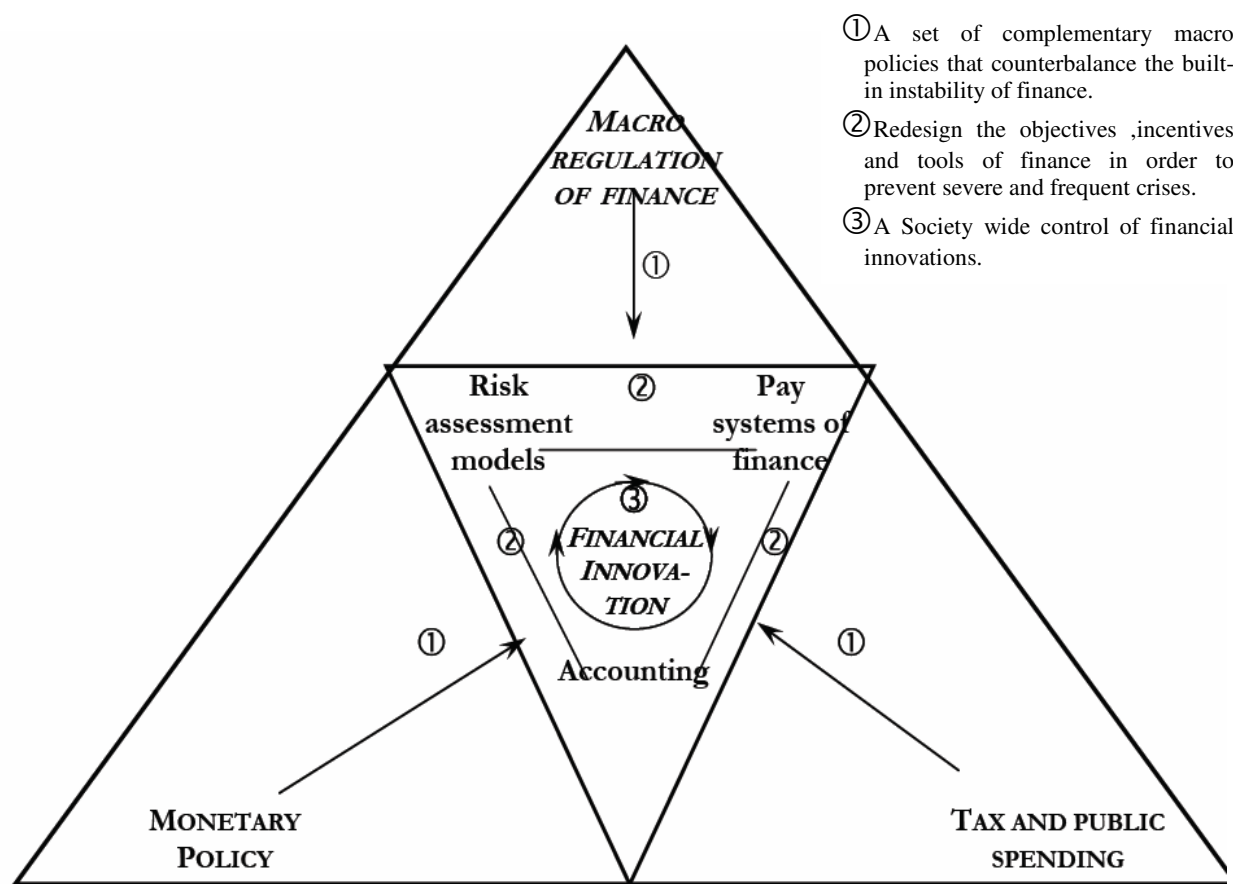 ①A set of complementary macro
policies that counterbalance the built-
in instability of finance.
②Redesign the objectives ,incentives
and tools of finance in order to
prevent severe and frequent crises.
③A Society wide control of financial
innovations.
MACRO
REGULATION
OF FINANCE
①
Risk
assessment
models
②
Pay
systems of
finance
③
FINANCIAL
INNOVA-
TION
②
②
Accounting
①
①
MONETARY
POLICY
TAX AND PUBLIC
SPENDING